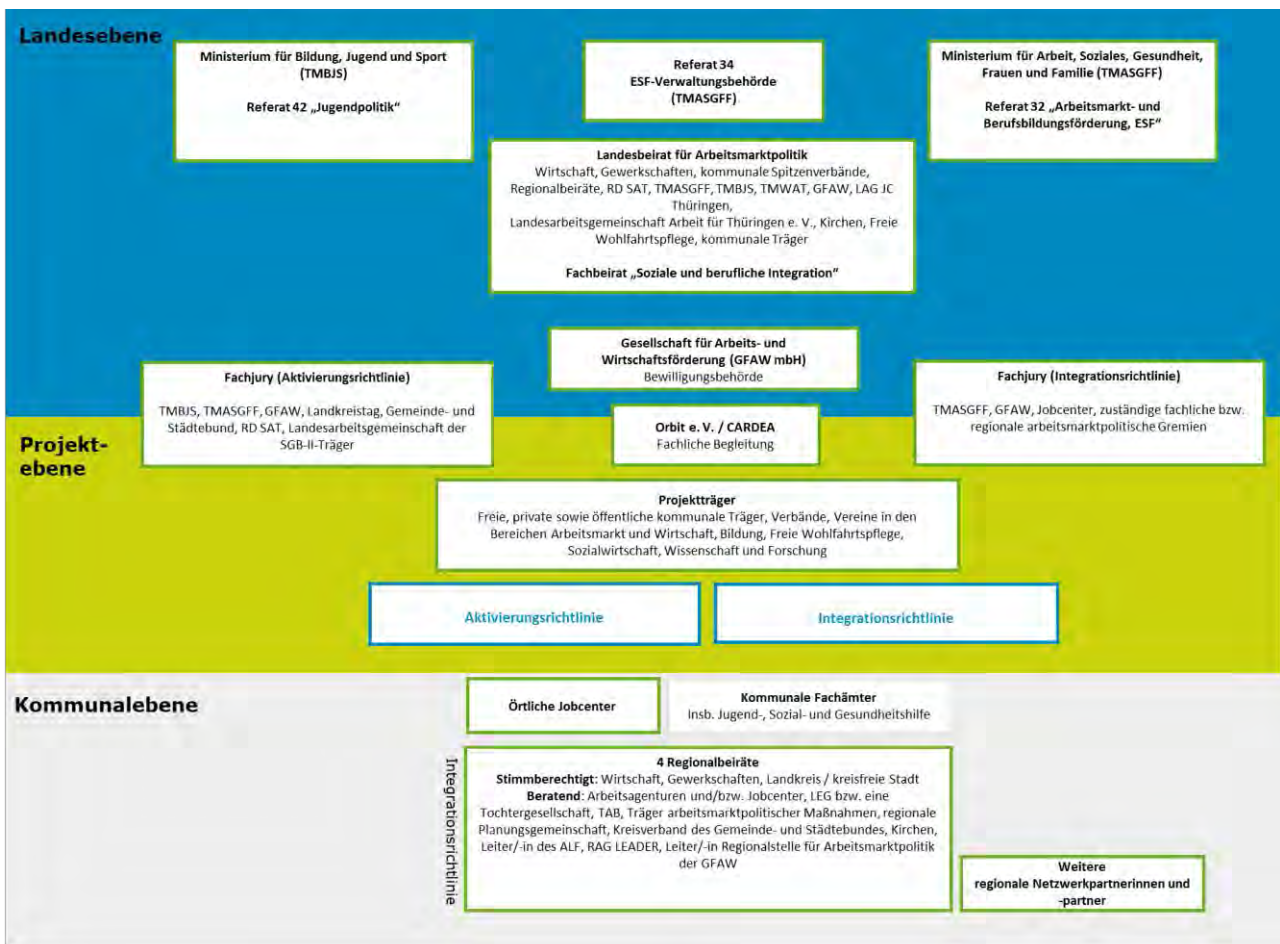 Landesebene
Ministerium für Bildung, Jugend und Sport
(TMBJS)
Referat 42 „Jugendpolitik“
Referat 34
ESF-Verwaltungsbehörde
(TMASGFF)
Ministerium für Arbeit, Soziales, Gesundheit,
Frauen und Familie (TMASGFF)
Referat 32 „Arbeitsmarkt- und
Berufsbildungsförderung, ESF“
Landesbeirat für Arbeitsmarktpolitik
Wirtschaft, Gewerkschaften, kommunale Spitzenverbände,
Regionalbeiräte, RD SAT, TMASGFF, TMBJS, TMWAT, GFAW, LAG JC
Thüringen,
Landesarbeitsgemeinschaft Arbeit für Thüringen e. V., Kirchen, Freie
Wohlfahrtspflege, kommunale Träger
Fachbeirat „Soziale und berufliche Integration“
Gesellschaft für Arbeits- und
Wirtschaftsförderung (GFAW mbH)
Bewilligungsbehörde
Fachjury (Aktivierungsrichtlinie)
TMBJS, TMASGFF, GFAW, Landkreistag, Gemeinde- und
Städtebund, RD SAT, Landesarbeitsgemeinschaft der
SGB-II-Träger
Fachjury (Integrationsrichtlinie)
TMASGFF, GFAW, Jobcenter, zuständige fachliche bzw.
regionale arbeitsmarktpolitische Gremien
Projekt-
ebene
Orbit e. V. / CARDEA
Fachliche Begleitung
Projektträger
Freie, private sowie öffentliche kommunale Träger, Verbände, Vereine in den
Bereichen Arbeitsmarkt und Wirtschaft, Bildung, Freie Wohlfahrtspflege,
Sozialwirtschaft, Wissenschaft und Forschung
Aktivierungsrichtlinie
Integrationsrichtlinie
Kommunalebene
Örtliche Jobcenter
Kommunale Fachämter
Insb. Jugend-, Sozial- und Gesundheitshilfe
Integrationsrichtlinie
4 Regionalbeiräte
Stimmberechtigt: Wirtschaft, Gewerkschaften, Landkreis / kreisfreie Stadt
Beratend: Arbeitsagenturen und/bzw. Jobcenter, LEG bzw. eine
Tochtergesellschaft, TAB, Träger arbeitsmarktpolitischer Maßnahmen, regionale
Planungsgemeinschaft, Kreisverband des Gemeinde- und Städtebundes, Kirchen,
Leiter/-in des ALF, RAG LEADER, Leiter/-in Regionalstelle für Arbeitsmarktpolitik
der GFAW
Weitere
regionale Netzwerkpartnerinnen und
-partner